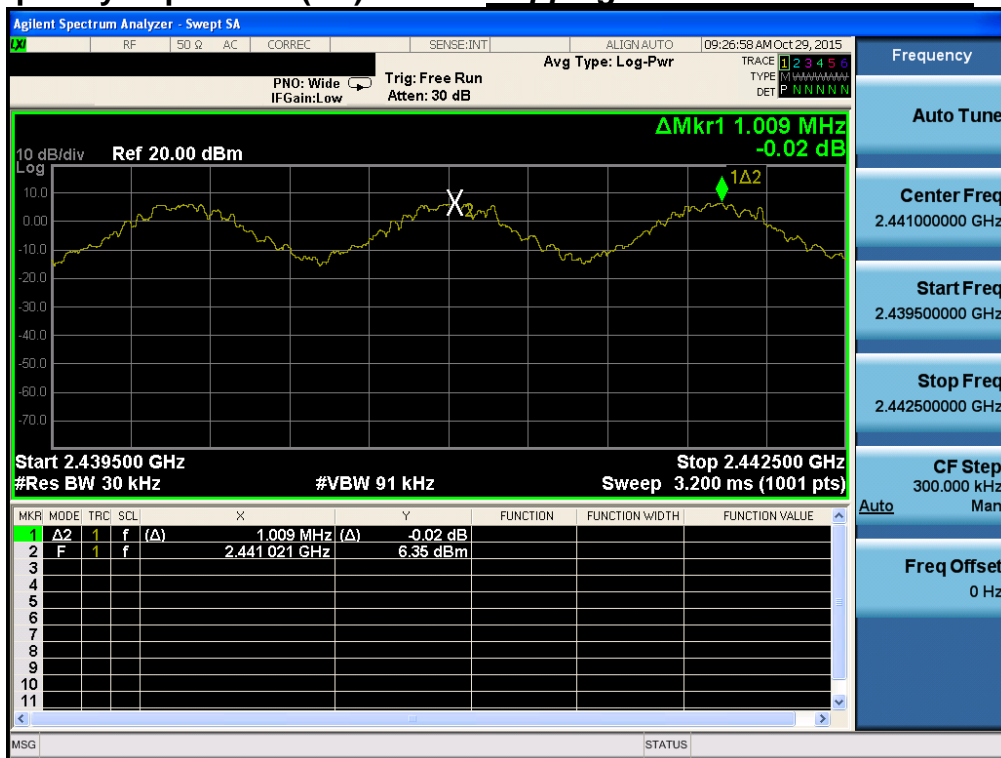 Agilent Spectrum Analyzer - Swept SA
LXI RF 50 Ω AC CORREC SENSE:INT ALIGN AUTO 09:26:58 AM Oct 29, 2015
Avg Type: Log-Pwr
TRACE 1 2 3 4 5 6
TYPE M
DET P N N N N N
PNO: Wide
IFGain:Low
Trig: Free Run
Atten: 30 dB
ΔMkr1 1.009 MHz
-0.02 dB
10 dB/div Ref 20.00 dBm
Log
1Δ2
10.0
X2
0.00
-10.0
-20.0
-30.0
-40.0
-50.0
-60.0
-70.0
Start 2.439500 GHz Stop 2.442500 GHz
#Res BW 30 kHz #VBW 91 kHz Sweep 3.200 ms (1001 pts)
MKR MODE TRC SCL X Y FUNCTION FUNCTION WIDTH FUNCTION VALUE
1 Δ2 1 f (Δ) 1.009 MHz (Δ) -0.02 dB
2 F 1 f 2.441 021 GHz 6.35 dBm
3
4
5
6
7
8
9
10
11
MSG STATUS
Frequency
Auto Tune
Center Freq
2.441000000 GHz
Start Freq
2.439500000 GHz
Stop Freq
2.442500000 GHz
CF Step
300.000 kHz
Auto Man
Freq Offset
0 Hz